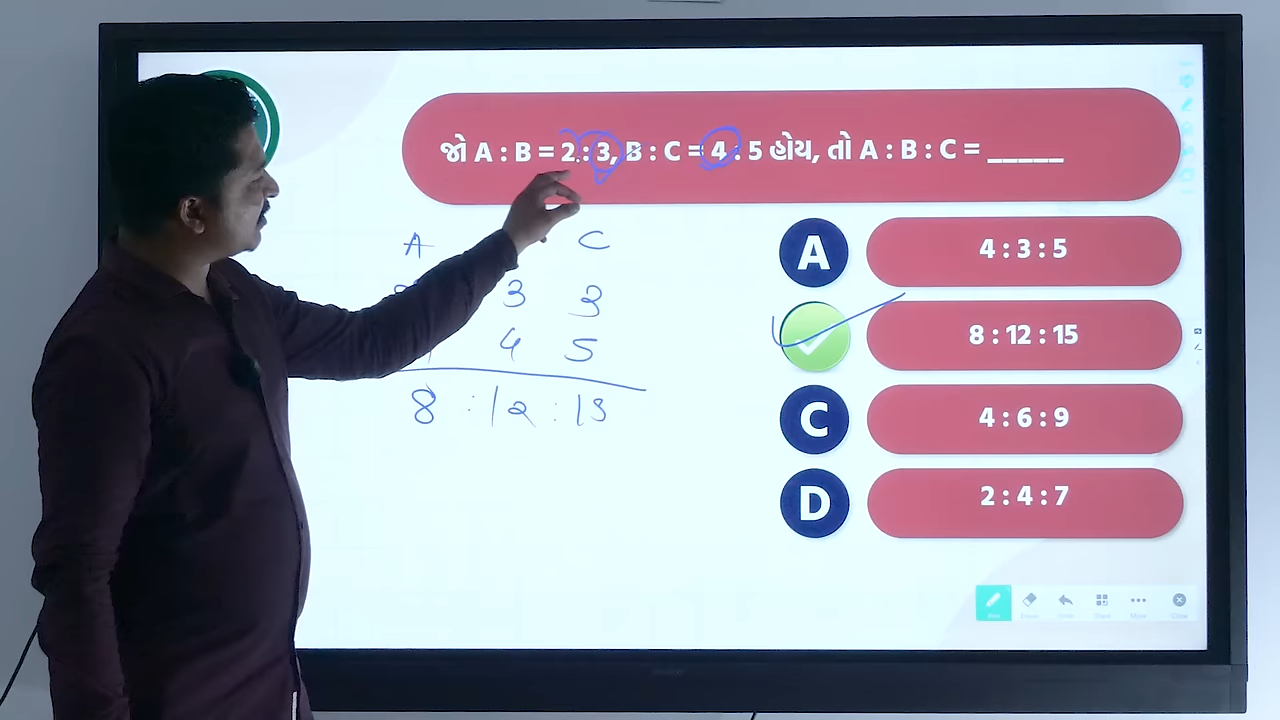 જો A : B = 2 : 3, B : C = 4 : 5 હોય, તો A : B : C = ______
A C
3 3
4 5
8 : 12 : 15
A 4 : 3 : 5
8 : 12 : 15
C 4 : 6 : 9
D 2 : 4 : 7